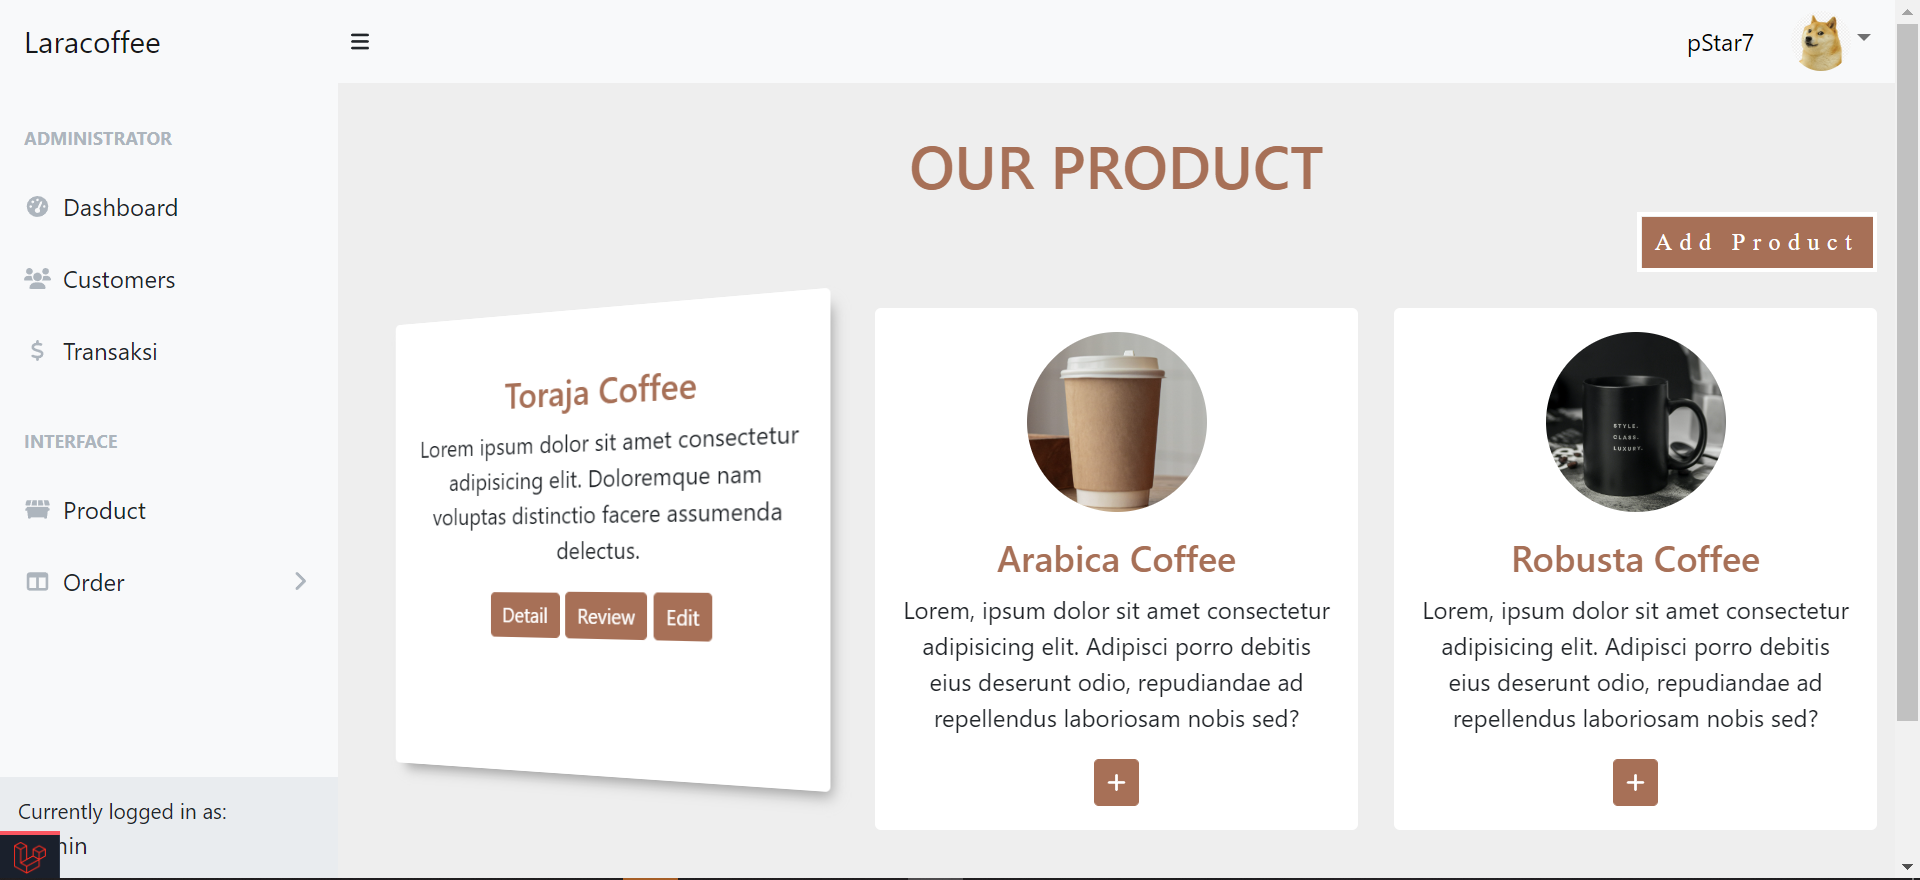 Laracoffee
pStar7
ADMINISTRATOR
Dashboard
Customers
Transaksi
INTERFACE
Product
Order
Currently logged in as:
OUR PRODUCT
Add Product
Toraja Coffee
Lorem ipsum dolor sit amet consectetur
adipisicing elit. Doloremque nam
voluptas distinctio facere assumenda
delectus.
Detail Review Edit
Arabica Coffee
Lorem, ipsum dolor sit amet consectetur
adipisicing elit. Adipisci porro debitis
eius deserunt odio, repudiandae ad
repellendus laboriosam nobis sed?
+
STYLE.
CLASS.
LUXURY.
Robusta Coffee
Lorem, ipsum dolor sit amet consectetur
adipisicing elit. Adipisci porro debitis
eius deserunt odio, repudiandae ad
repellendus laboriosam nobis sed?
+